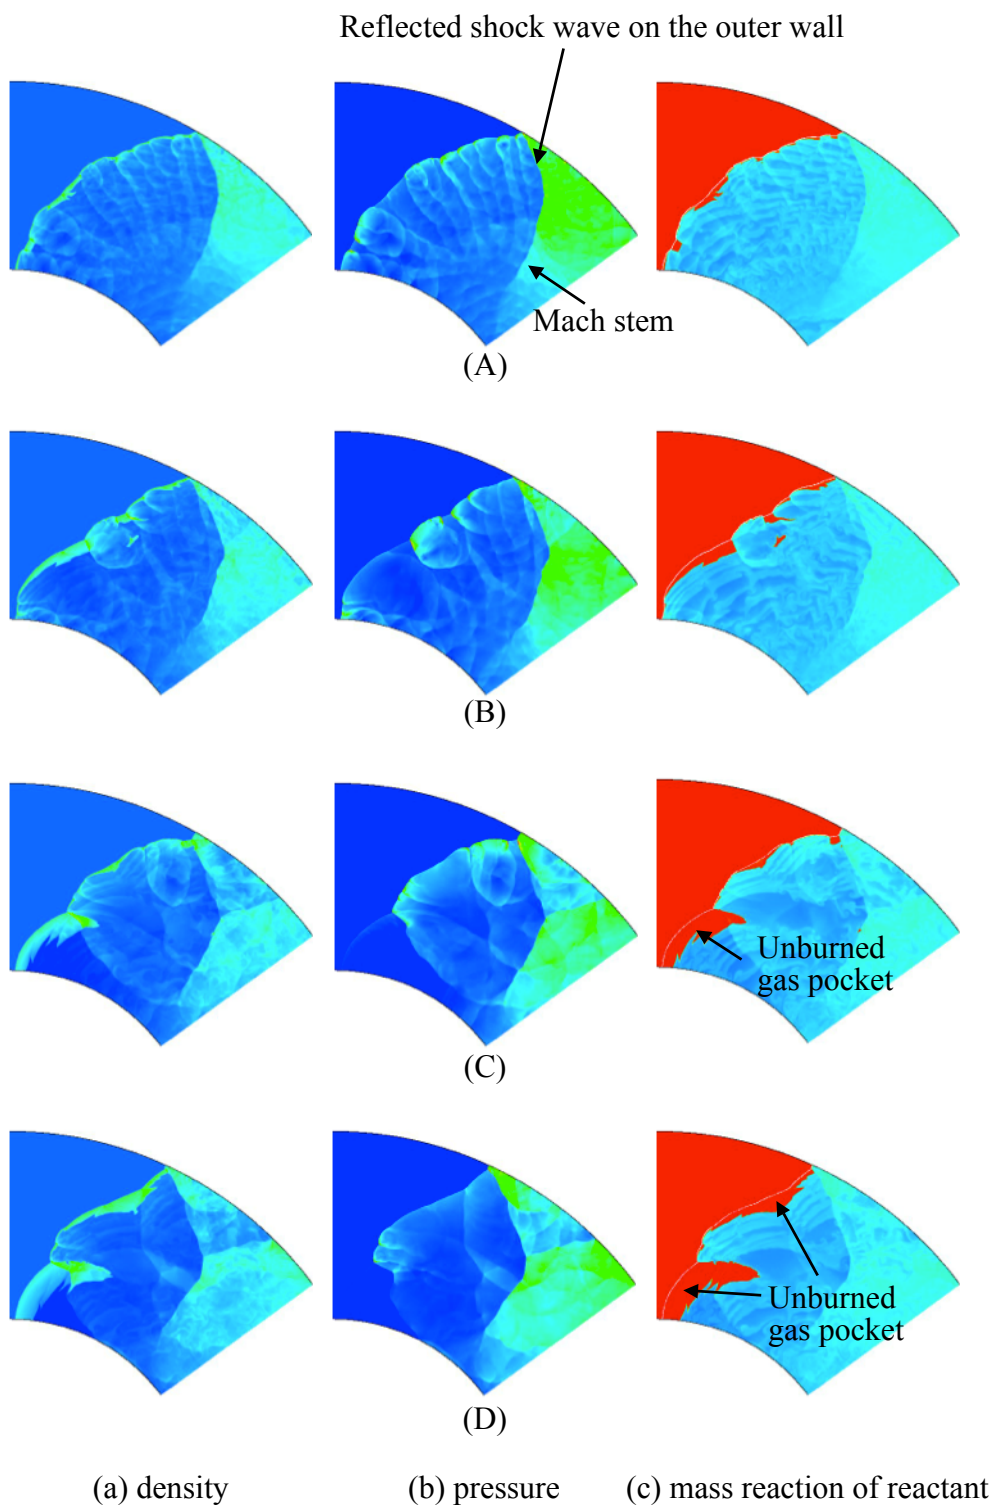 Reflected shock wave on the outer wall
Mach stem
(A)
(B)
Unburned
gas pocket
(C)
Unburned
gas pocket
(D)
(a) density
(b) pressure
(c) mass reaction of reactant